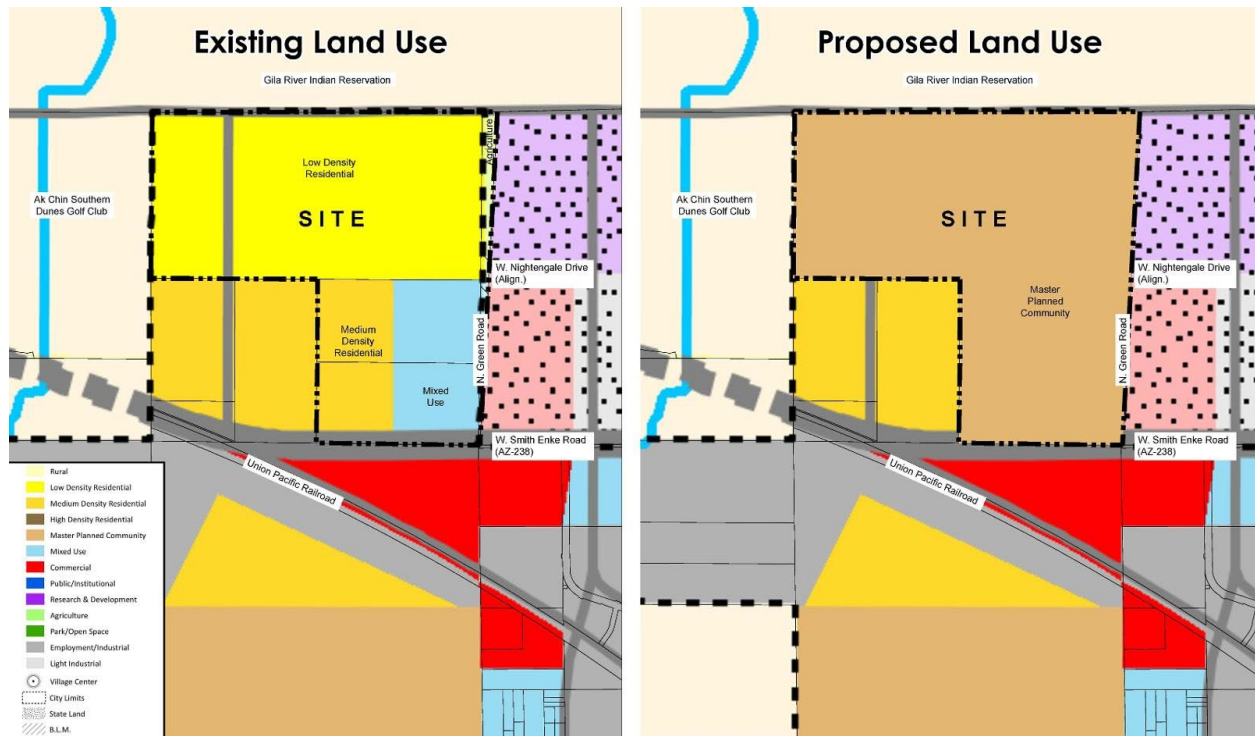 Existing Land Use
Gila River Indian Reservation
Agriculture
Low Density
Residential
Ak Chin Southern
Dunes Golf Club
SITE
W. Nightengale Drive
(Align.)
N. Green Road
Medium
Density
Residential
Mixed
Use
W. Smith Enke Road
(AZ-238)
Union Pacific Railroad
Rural
Low Density Residential
Medium Density Residential
High Density Residential
Master Planned Community
Mixed Use
Commercial
Public/Institutional
Research & Development
Agriculture
Park/Open Space
Employment/Industrial
Light Industrial
Village Center
City Limits
State Land
B.L.M.
Proposed Land Use
Gila River Indian Reservation
Ak Chin Southern
Dunes Golf Club
SITE
W. Nightengale Drive
(Align.)
Master
Planned
Community
N. Green Road
W. Smith Enke Road
(AZ-238)
Union Pacific Railroad